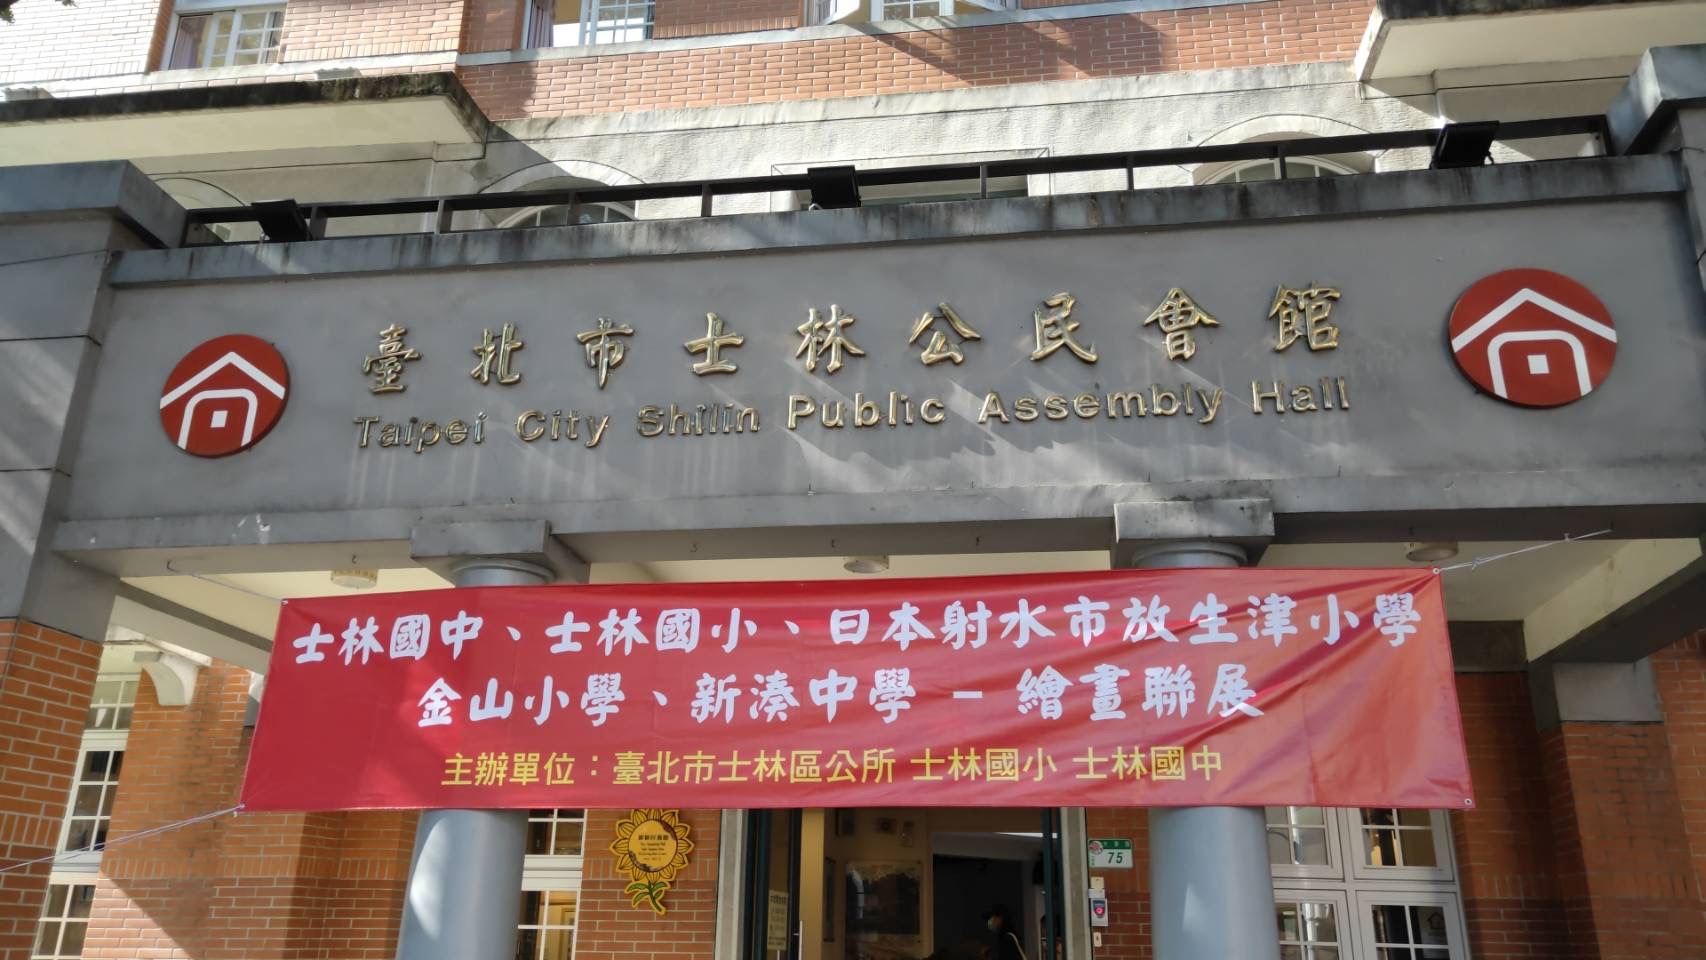 臺北市士林公民會館
Taipei City Shilin Public Assembly Hall
士林國中、士林國小、日本射水市放生津小學
金山小學、新湊中學 - 繪畫聯展
主辦單位：臺北市士林區公所 士林國小 士林國中
75